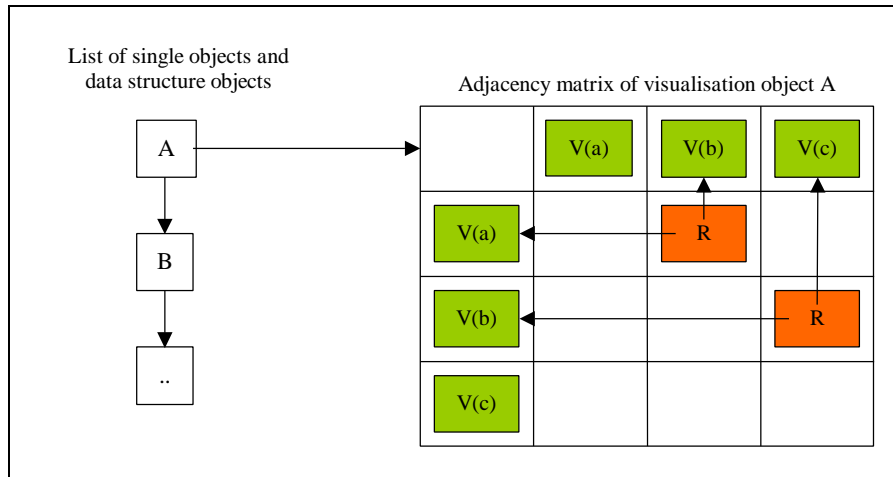 List of single objects and
data structure objects
Adjacency matrix of visualisation object A
A
V(a)
V(b)
V(c)
V(a)
R
B
V(b)
R
..
V(c)